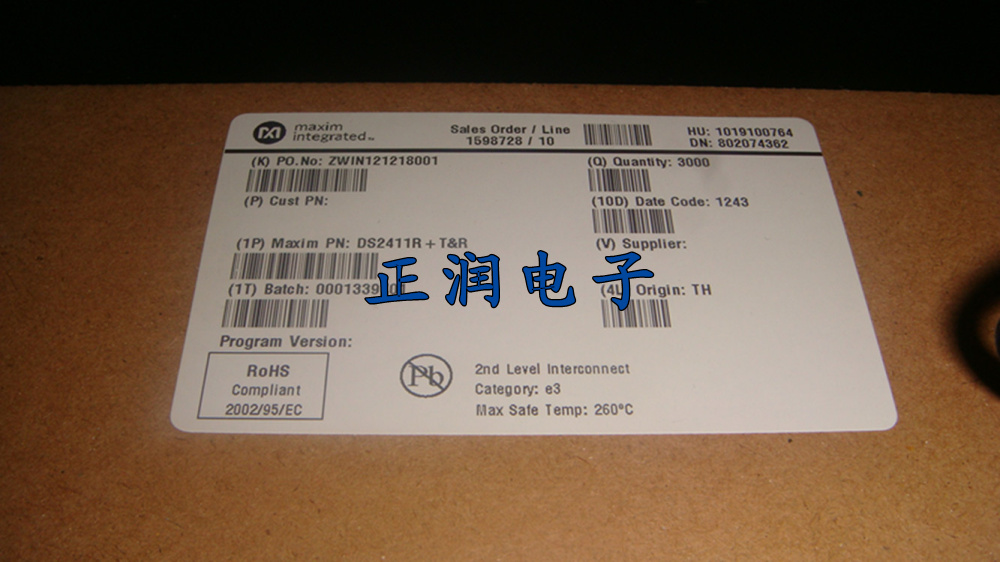 maxim integrated™
Sales Order / Line
1598728 / 10
HU: 1019100764
DN: 802074362
(K) PO.No: ZWIN121218001
(Q) Quantity: 3000
(P) Cust PN:
(10D) Date Code: 1243
(1P) Maxim PN: DS2411R+T&R
(V) Supplier:
正润电子
(1T) Batch:
Origin: TH
Program Version:
RoHS
Compliant
2002/95/EC
Pb
2nd Level Interconnect
Category: e3
Max Safe Temp: 260°C